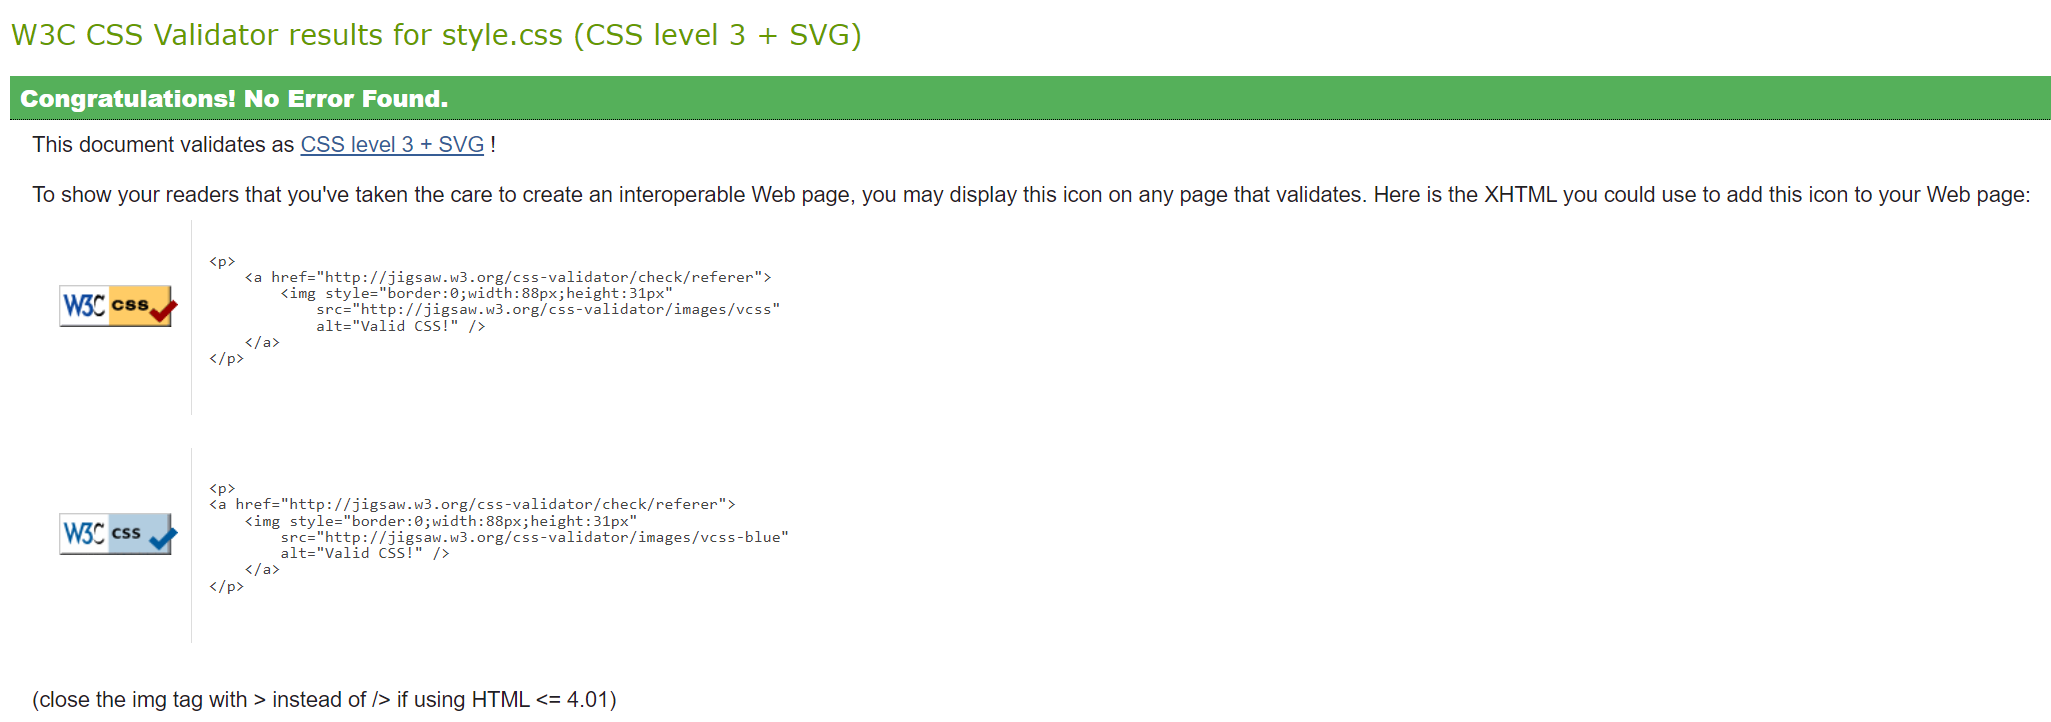 W3C CSS Validator results for style.css (CSS level 3 + SVG)
Congratulations! No Error Found.
This document validates as CSS level 3 + SVG !
To show your readers that you've taken the care to create an interoperable Web page, you may display this icon on any page that validates. Here is the XHTML you could use to add this icon to your Web page:
W3C css
<p>
    <a href="http://jigsaw.w3.org/css-validator/check/referer">
        <img style="border:0;width:88px;height:31px"
            src="http://jigsaw.w3.org/css-validator/images/vcss"
            alt="Valid CSS!" />
    </a>
</p>
W3C css
<p>
<a href="http://jigsaw.w3.org/css-validator/check/referer">
    <img style="border:0;width:88px;height:31px"
        src="http://jigsaw.w3.org/css-validator/images/vcss-blue"
        alt="Valid CSS!" />
    </a>
</p>
(close the img tag with > instead of /> if using HTML <= 4.01)